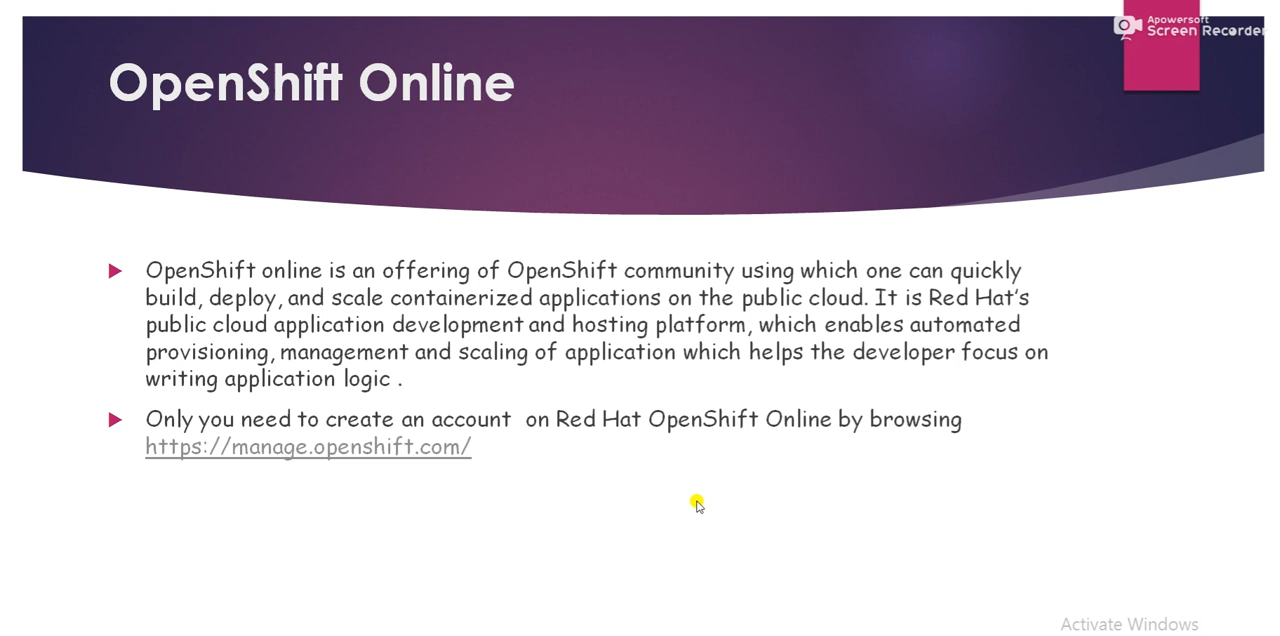 Apowersoft
Screen Recorder
OpenShift Online
OpenShift online is an offering of OpenShift community using which one can quickly
build, deploy, and scale containerized applications on the public cloud. It is Red Hat's
public cloud application development and hosting platform, which enables automated
provisioning, management and scaling of application which helps the developer focus on
writing application logic .
Only you need to create an account on Red Hat OpenShift Online by browsing
https://manage.openshift.com/
Activate Windows